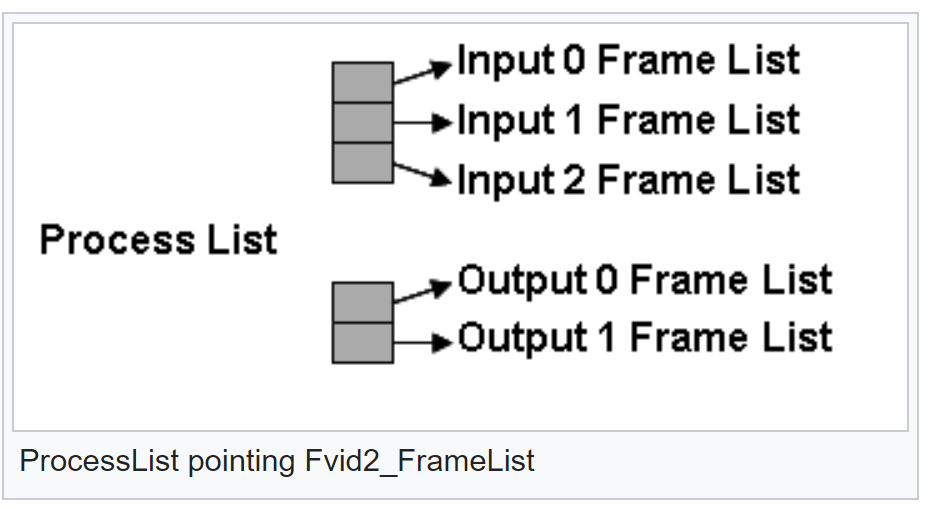 Input 0 Frame List
Input 1 Frame List
Input 2 Frame List
Process List
Output 0 Frame List
Output 1 Frame List
ProcessList pointing Fvid2_FrameList